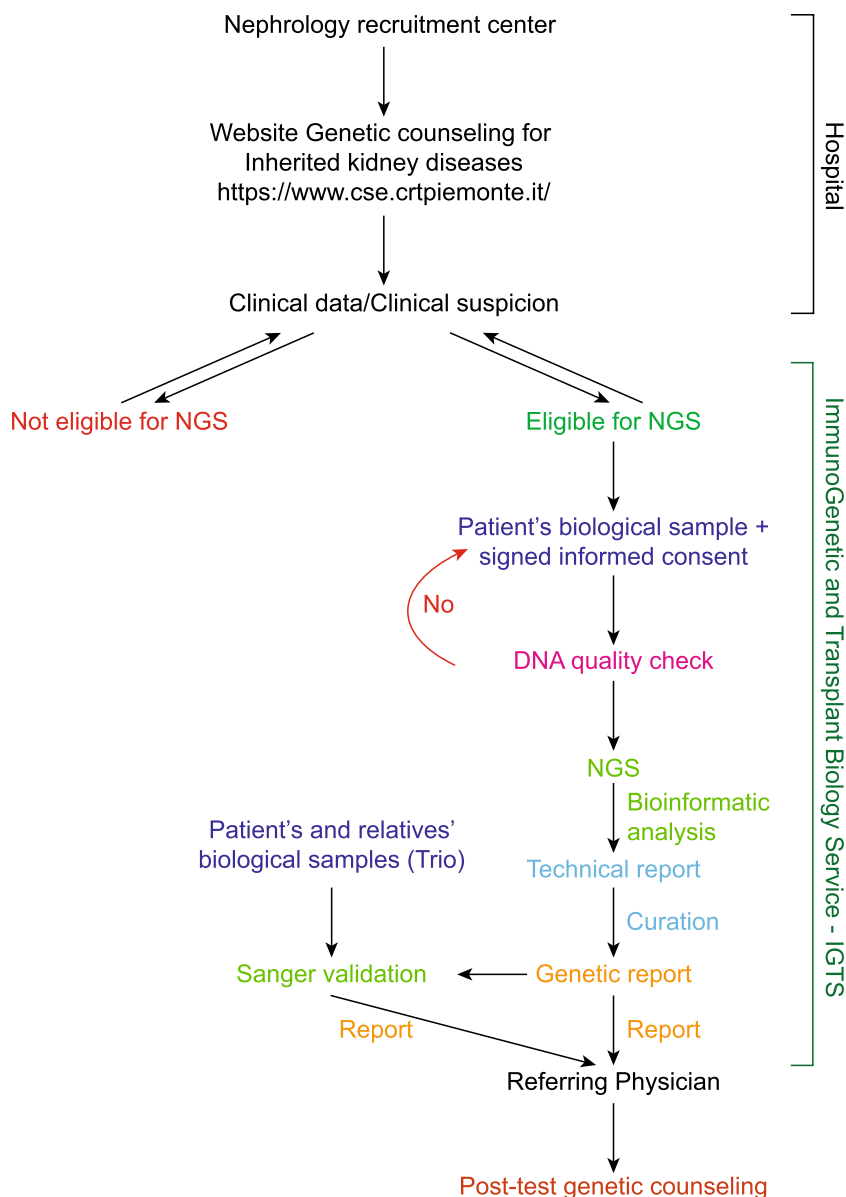 Nephrology recruitment center
Website Genetic counseling for
Inherited kidney diseases
https://www.cse.crtpiemonte.it/
Clinical data/Clinical suspicion
Hospital
Not eligible for NGS
Eligible for NGS
Patient's biological sample +
signed informed consent
No
DNA quality check
NGS
Bioinformatic
analysis
Patient's and relatives'
biological samples (Trio)
Technical report
Curation
Sanger validation
Genetic report
Report
Report
Referring Physician
Post-test genetic counseling
ImmunoGenetic and Transplant Biology Service - IGTS